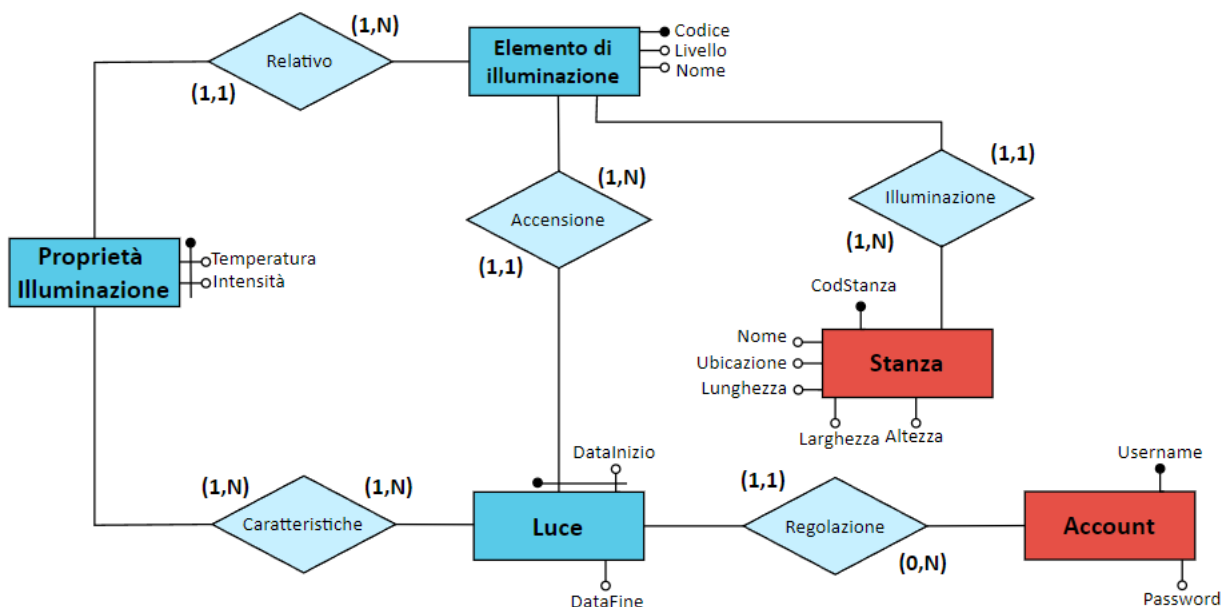 (1,N)
Relativo
(1,1)
Elemento di
illuminazione
Codice
Livello
Nome
(1,1)
Illuminazione
(1,N)
(1,N)
Accensione
(1,1)
Proprietà
Illuminazione
Temperatura
Intensità
CodStanza
Nome
Ubicazione
Lunghezza
Stanza
Larghezza
Altezza
(1,N)
Caratteristiche
(1,N)
DataInizio
Luce
DataFine
(1,1)
Regolazione
(0,N)
Username
Account
Password